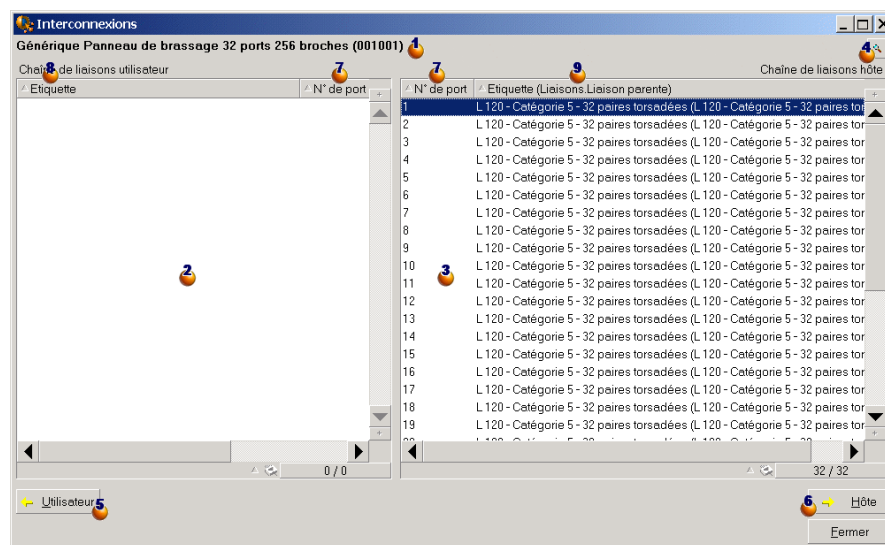 Interconnexions
Générique Panneau de brassage 32 ports 256 broches (001001) 1
4
Chaîne de liaisons utilisateur 8 7 7 9 Chaîne de liaisons hôte
Etiquette N° de port N° de port Etiquette (Liaisons.Liaison parente)
1 L 120 - Catégorie 5 - 32 paires torsadées (L 120 - Catégorie 5 - 32 paires tor
2 L 120 - Catégorie 5 - 32 paires torsadées (L 120 - Catégorie 5 - 32 paires tor
3 L 120 - Catégorie 5 - 32 paires torsadées (L 120 - Catégorie 5 - 32 paires tor
4 L 120 - Catégorie 5 - 32 paires torsadées (L 120 - Catégorie 5 - 32 paires tor
5 L 120 - Catégorie 5 - 32 paires torsadées (L 120 - Catégorie 5 - 32 paires tor
6 L 120 - Catégorie 5 - 32 paires torsadées (L 120 - Catégorie 5 - 32 paires tor
7 L 120 - Catégorie 5 - 32 paires torsadées (L 120 - Catégorie 5 - 32 paires tor
8 L 120 - Catégorie 5 - 32 paires torsadées (L 120 - Catégorie 5 - 32 paires tor
9 L 120 - Catégorie 5 - 32 paires torsadées (L 120 - Catégorie 5 - 32 paires tor
10 L 120 - Catégorie 5 - 32 paires torsadées (L 120 - Catégorie 5 - 32 paires tor
2 3
11 L 120 - Catégorie 5 - 32 paires torsadées (L 120 - Catégorie 5 - 32 paires tor
12 L 120 - Catégorie 5 - 32 paires torsadées (L 120 - Catégorie 5 - 32 paires tor
13 L 120 - Catégorie 5 - 32 paires torsadées (L 120 - Catégorie 5 - 32 paires tor
14 L 120 - Catégorie 5 - 32 paires torsadées (L 120 - Catégorie 5 - 32 paires tor
15 L 120 - Catégorie 5 - 32 paires torsadées (L 120 - Catégorie 5 - 32 paires tor
16 L 120 - Catégorie 5 - 32 paires torsadées (L 120 - Catégorie 5 - 32 paires tor
17 L 120 - Catégorie 5 - 32 paires torsadées (L 120 - Catégorie 5 - 32 paires tor
18 L 120 - Catégorie 5 - 32 paires torsadées (L 120 - Catégorie 5 - 32 paires tor
19 L 120 - Catégorie 5 - 32 paires torsadées (L 120 - Catégorie 5 - 32 paires tor
0 / 0 32 / 32
Utilisateur 5 6 Hôte
Fermer